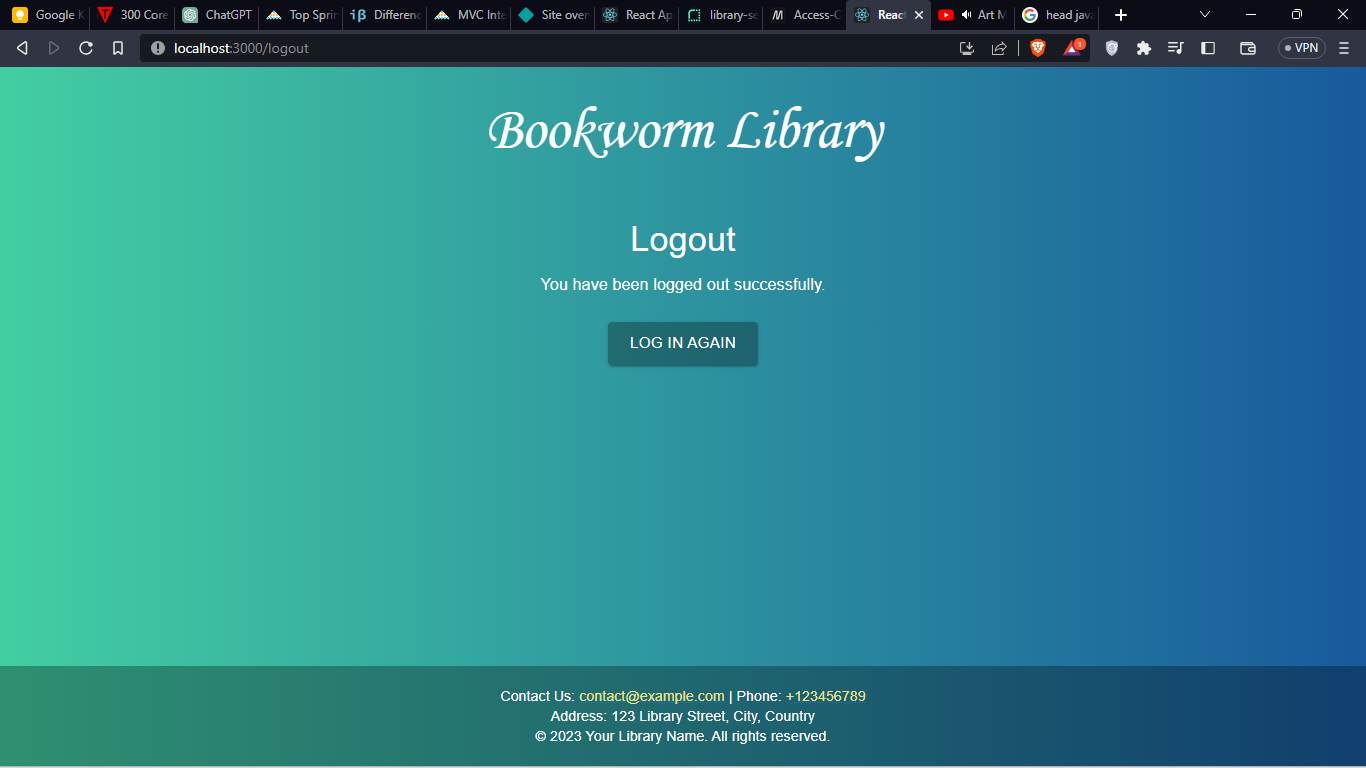 Google K
300 Core
ChatGPT
Top Sprin
Differenc
MVC Inte
Site over
React Ap
library-se
Access-C
React
Art M
head java
localhost:3000/logout
1
VPN
Bookworm Library
Logout
You have been logged out successfully.
LOG IN AGAIN
Contact Us: contact@example.com | Phone: +123456789
Address: 123 Library Street, City, Country
© 2023 Your Library Name. All rights reserved.